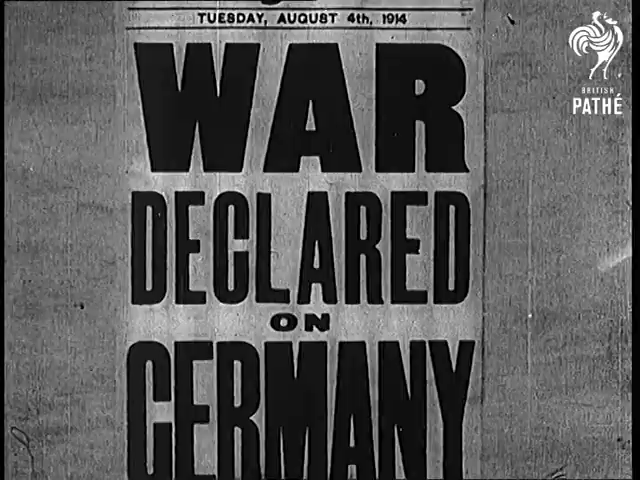 TUESDAY, AUGUST 4th, 1914
WAR
DECLARED
ON
GERMANY
BRITISH
PATHÉ